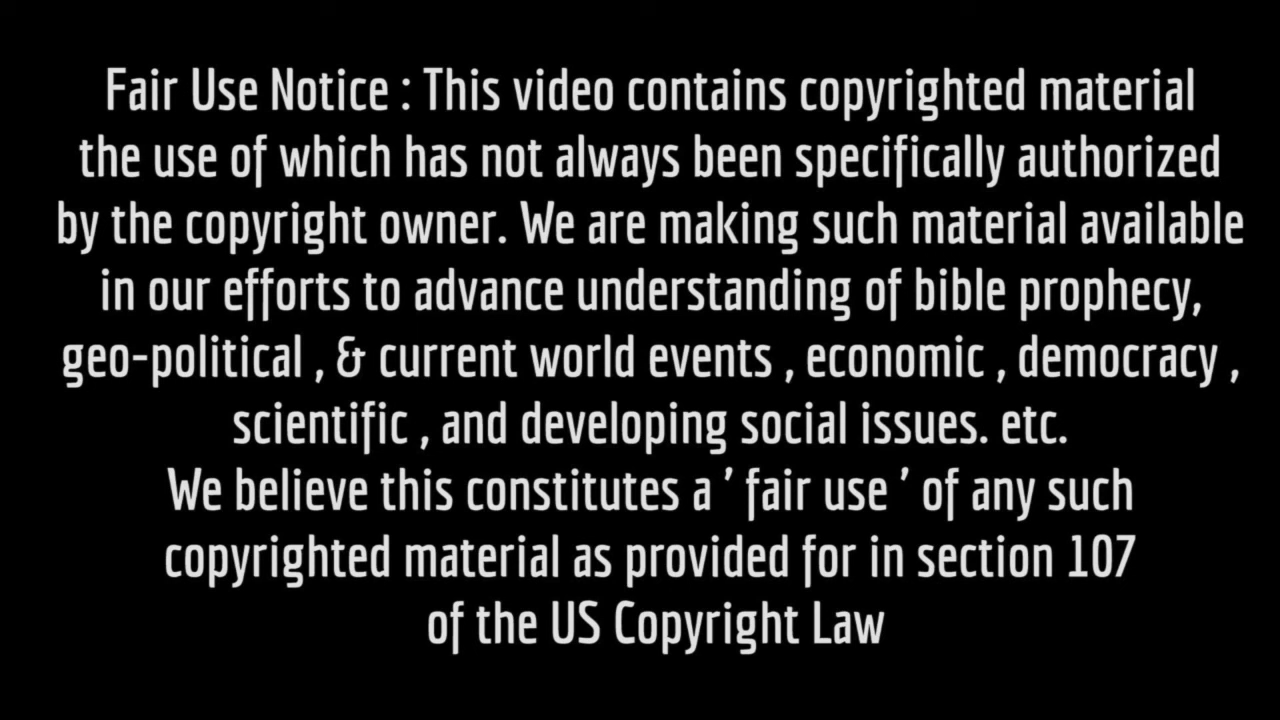 Fair Use Notice : This video contains copyrighted material
the use of which has not always been specifically authorized
by the copyright owner. We are making such material available
in our efforts to advance understanding of bible prophecy,
geo-political , & current world events , economic , democracy ,
scientific , and developing social issues. etc.
We believe this constitutes a ’ fair use ’ of any such
copyrighted material as provided for in section 107
of the US Copyright Law